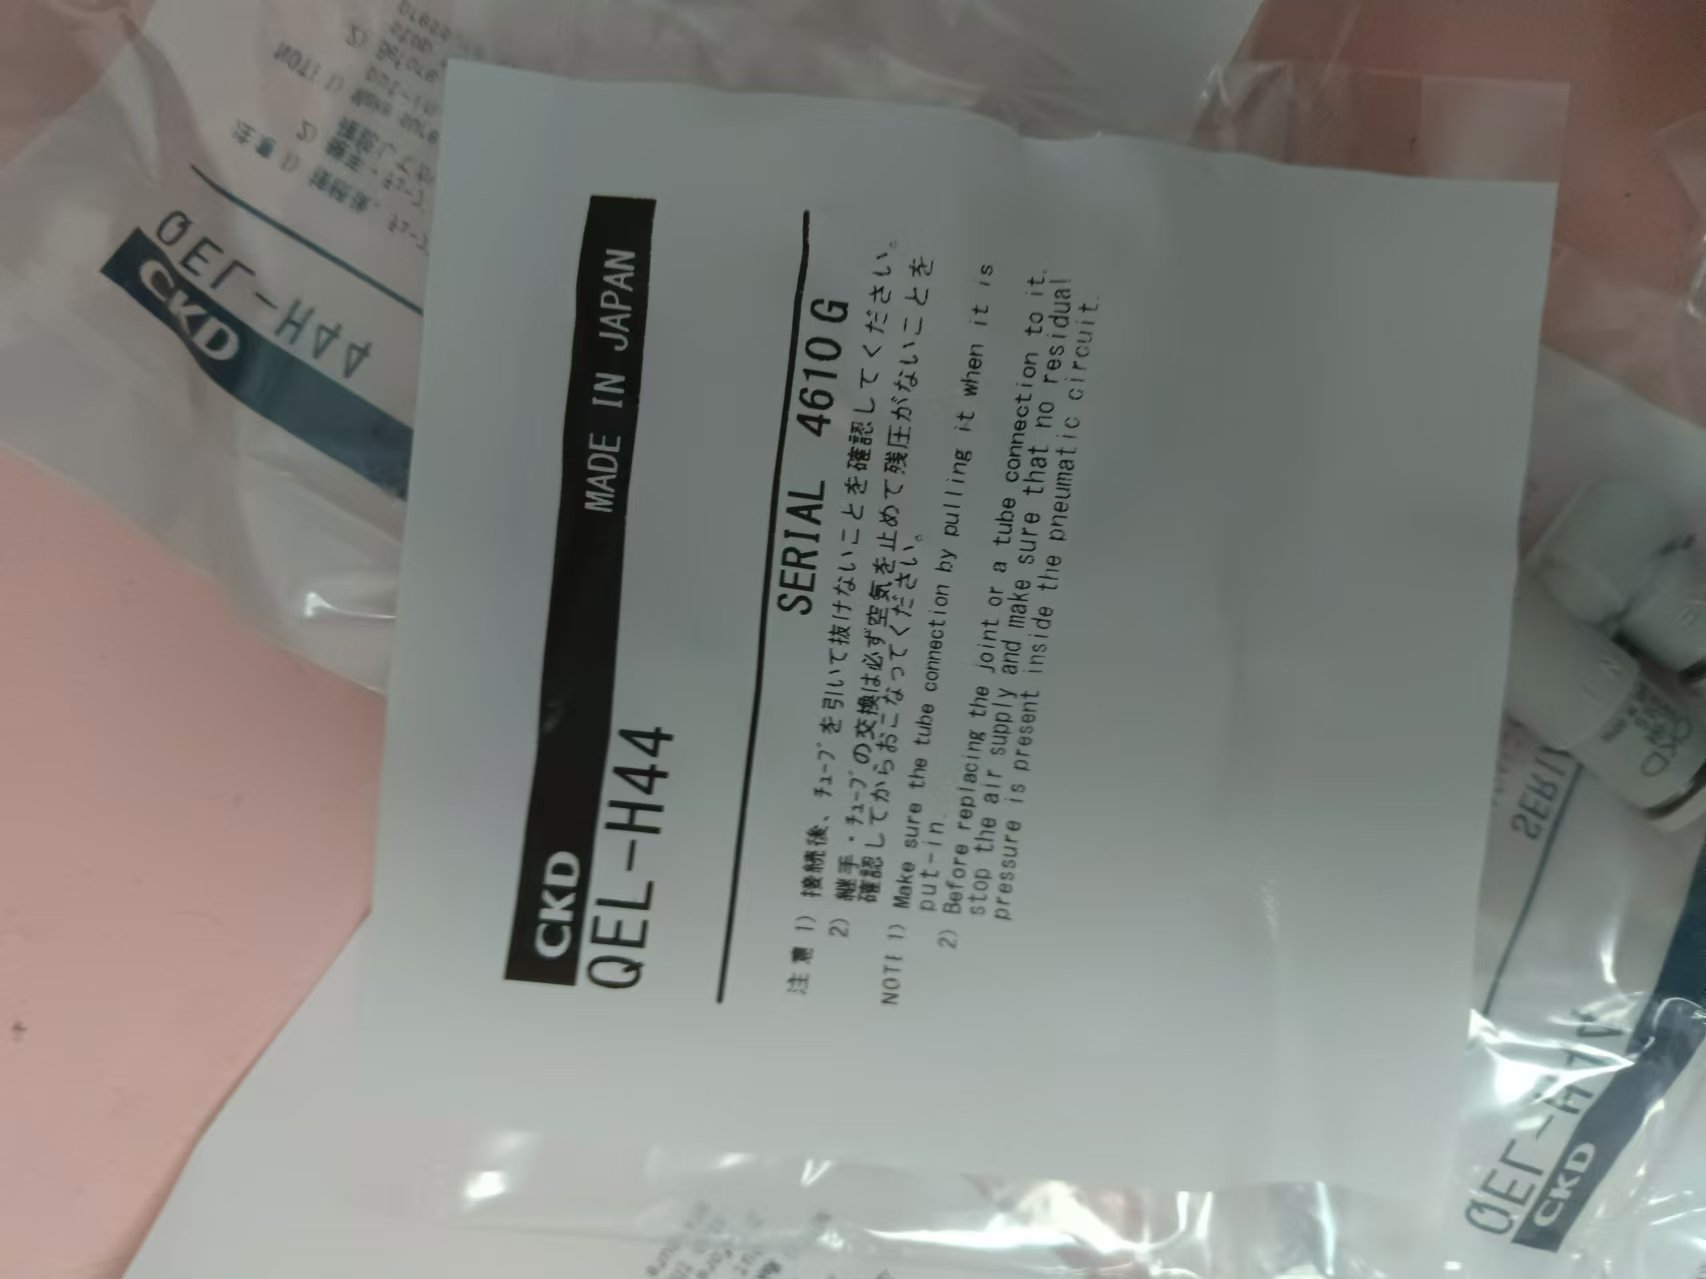 CKD
MADE IN JAPAN
QEL-H44
SERIAL 4610G
注意 1) 接続後、ﾁｭｰﾌﾞを引いて抜けないことを確認してください。
2) 継手・ﾁｭｰﾌﾞの交換は必ず空気を止めて残圧がないことを
確認してからおこなってください。
NOTE 1) Make sure the tube connection by pulling it when it is
put-in.
2) Before replacing the joint or a tube connection to it,
stop the air supply and make sure that no residual
pressure is present inside the pneumatic circuit.
CKD
QEL-H44
CKD
QEL-H44